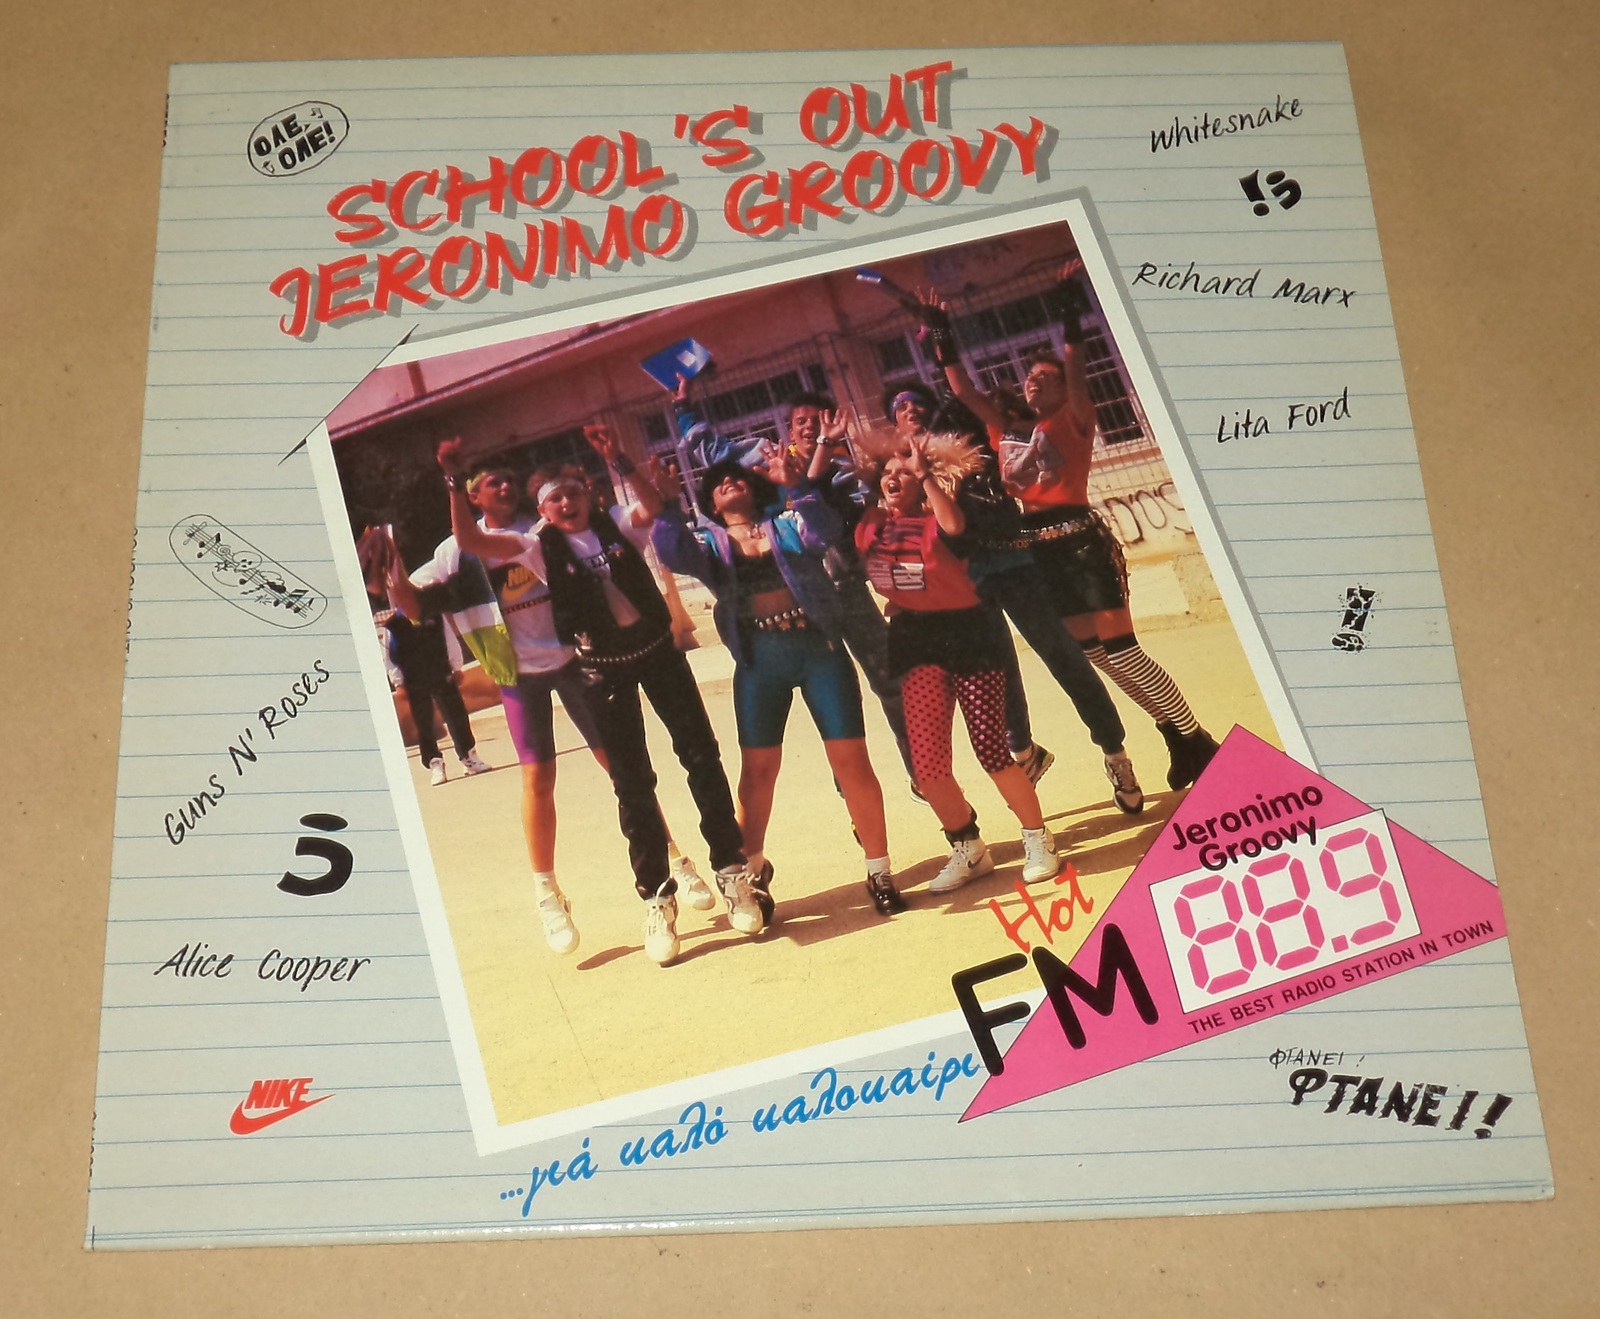 ΟΛΕ
ΟΛΕ!
SCHOOL'S OUT
JERONIMO GROOVY
Whitesnake
Richard Marx
Lita Ford
NIKE
Guns N' Roses
Alice Cooper
NIKE
Jeronimo
Groovy
88.9
Hot
FM
THE BEST RADIO STATION IN TOWN
...γιά καλό καλοκαίρι
ΦΤΑΝΕΙ!
ΦΤΑΝΕΙ!